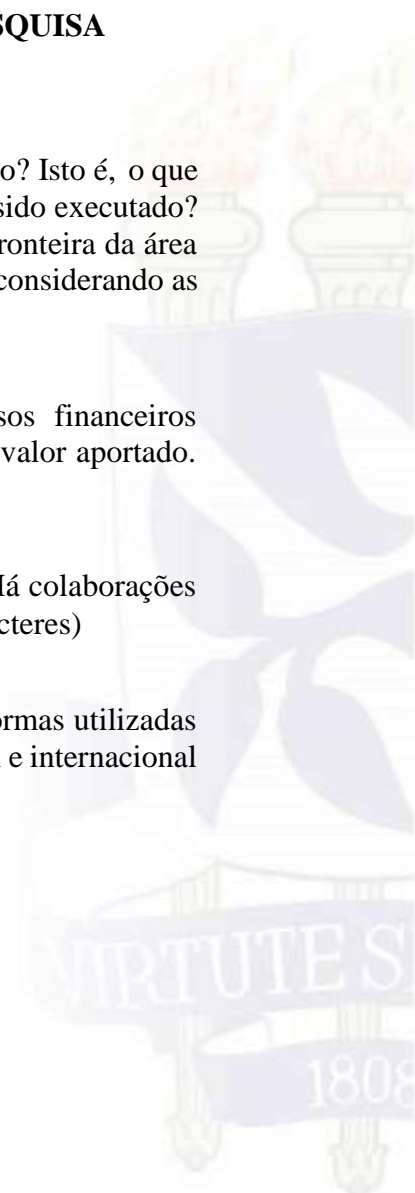 SQUISA
o? Isto é, o que
sido executado?
ronteira da área
considerando as
sos financeiros
valor aportado.
Há colaborações
cteres)
ormas utilizadas
e internacional
VIRTUTE S
1808